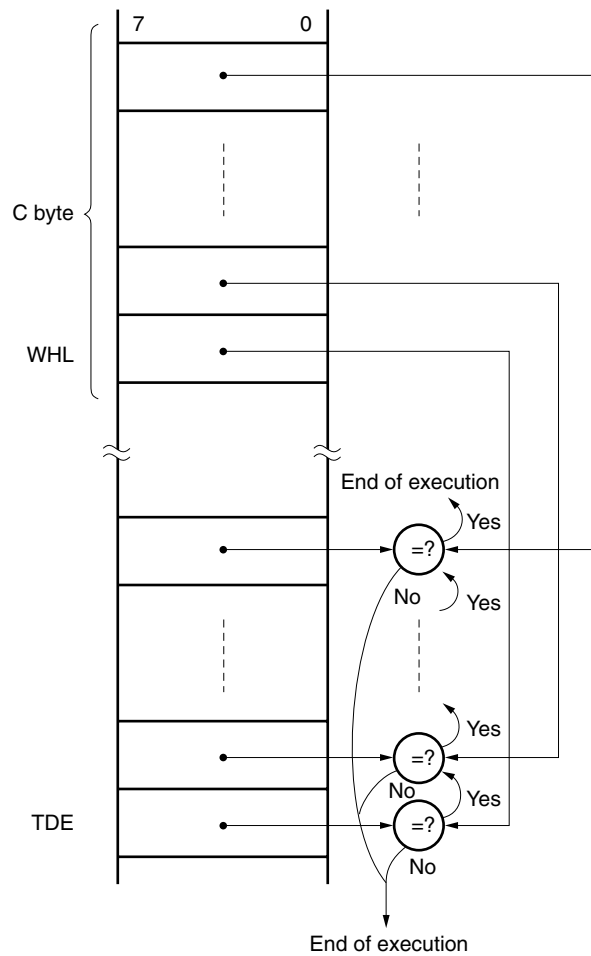 7 0
C byte
WHL
End of execution
Yes
=?
No
Yes
Yes
=?
No
Yes
TDE
=?
No
End of execution